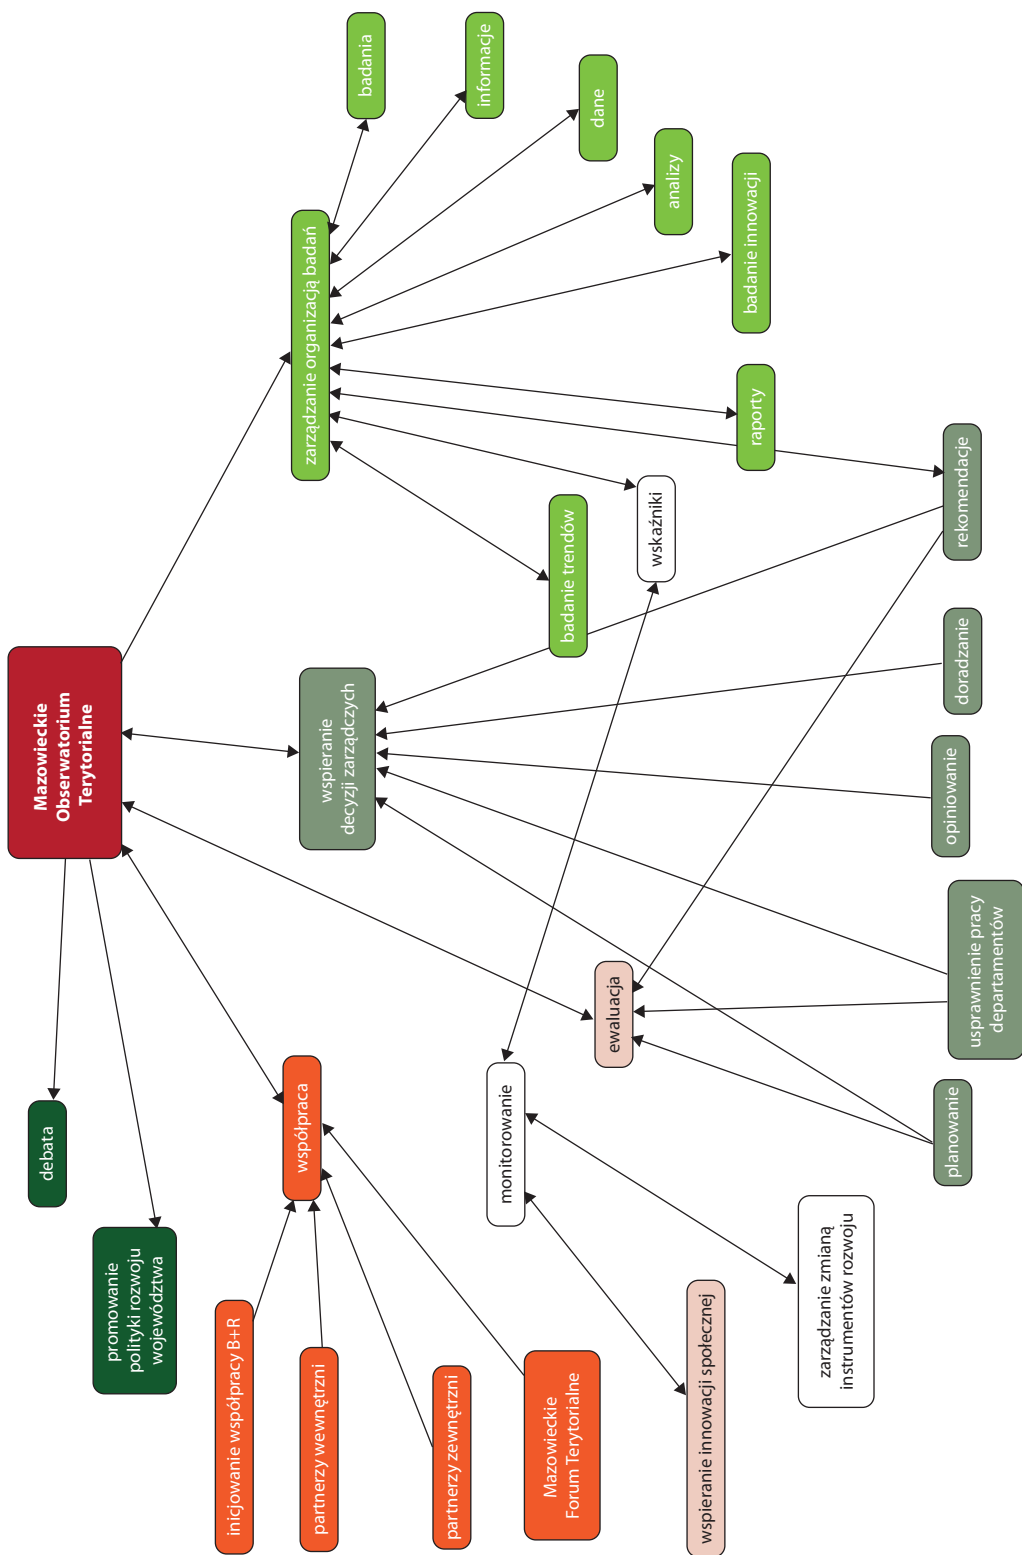 Mazowieckie
Obserwatorium
Terytorialne
debata
promowanie
polityki rozwoju
województwa
inicjowanie współpracy B+R
partnerzy wewnętrzni
partnerzy zewnętrzni
Mazowieckie
Forum Terytorialne
współpraca
wspieranie
decyzji zarządczych
zarządzanie organizacją badań
badania
informacje
dane
analizy
badanie innowacji
raporty
wskaźniki
badanie trendów
monitorowanie
ewaluacja
wspieranie innowacji społecznej
zarządzanie zmianą
instrumentów rozwoju
planowanie
usprawnienie pracy
departamentów
opiniowanie
doradzanie
rekomendacje